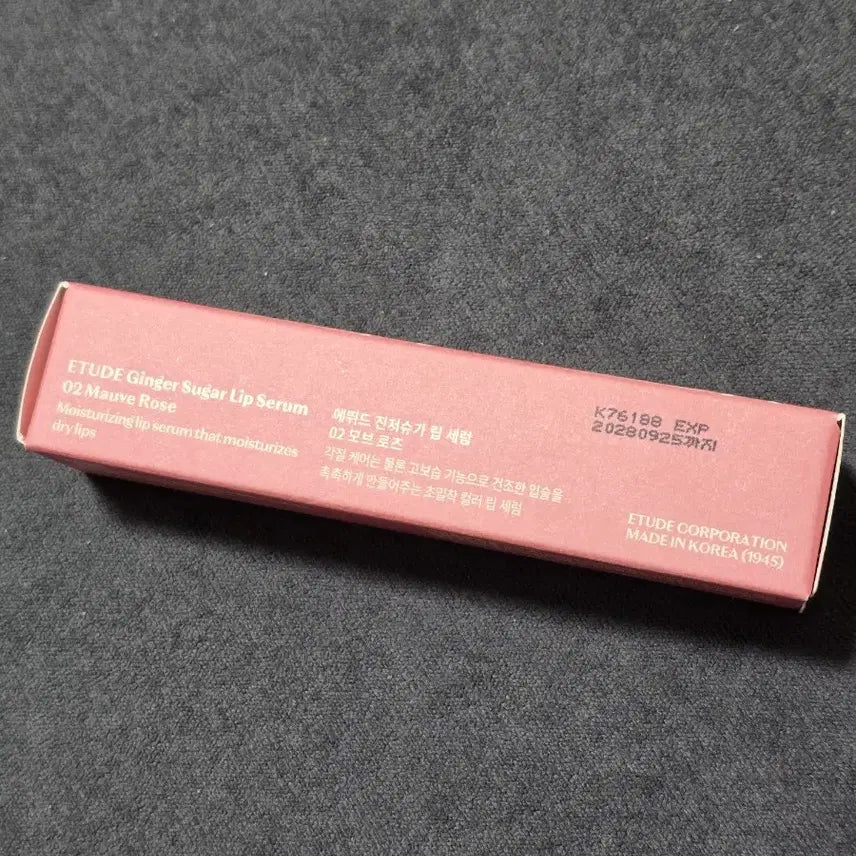 ETUDE Ginger Sugar Lip Serum
02 Mauve Rose
Moisturizing lip serum that moisturizes
dry lips
에뛰드 진저슈가 립 세럼
02 모브 로즈
각질 케어는 물론 고보습 기능으로 건조한 입술을
촉촉하게 만들어주는 초밀착 컬러 립 세럼
K76188 EXP
20280925까지
ETUDE CORPORATION
MADE IN KOREA (1945)